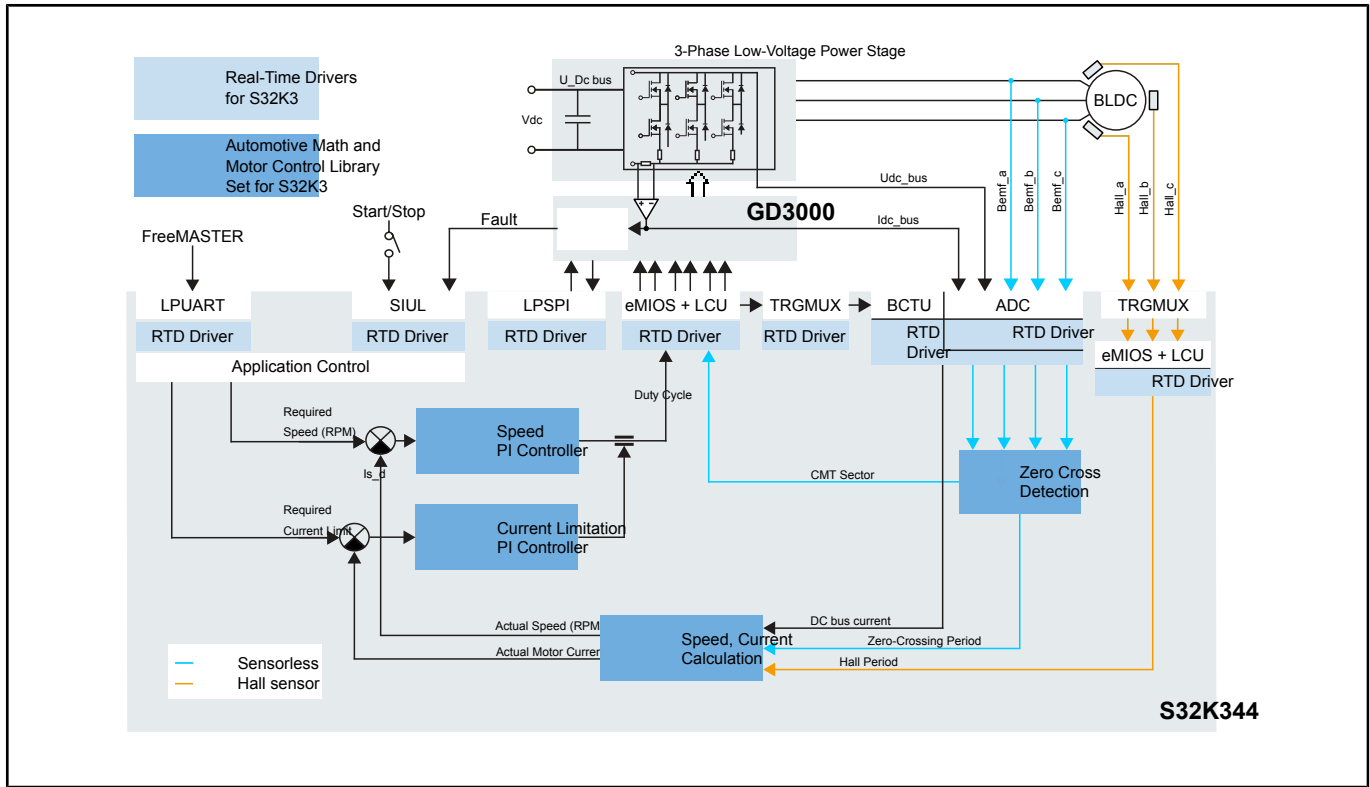 3-Phase Low-Voltage Power Stage
Real-Time Drivers
for S32K3
Automotive Math and
Motor Control Library
Set for S32K3
U_Dc bus
Vdc
BLDC
Udc_bus
Idc_bus
Bemf_a
Bemf_b
Bemf_c
Hall_a
Hall_b
Hall_c
GD3000
Start/Stop
Fault
FreeMASTER
LPUART
RTD Driver
SIUL
RTD Driver
Application Control
LPSPI
RTD Driver
eMIOS + LCU
RTD Driver
TRGMUX
RTD Driver
BCTU
RTD
Driver
ADC
RTD Driver
TRGMUX
eMIOS + LCU
RTD Driver
Duty Cycle
Required
Speed (RPM)
Speed
PI Controller
Is_d
CMT Sector
Zero Cross
Detection
Required
Current Limit
Current Limitation
PI Controller
Actual Speed (RPM
Actual Motor Currer
Speed, Current
Calculation
DC bus current
Zero-Crossing Period
Hall Period
Sensorless
Hall sensor
S32K344